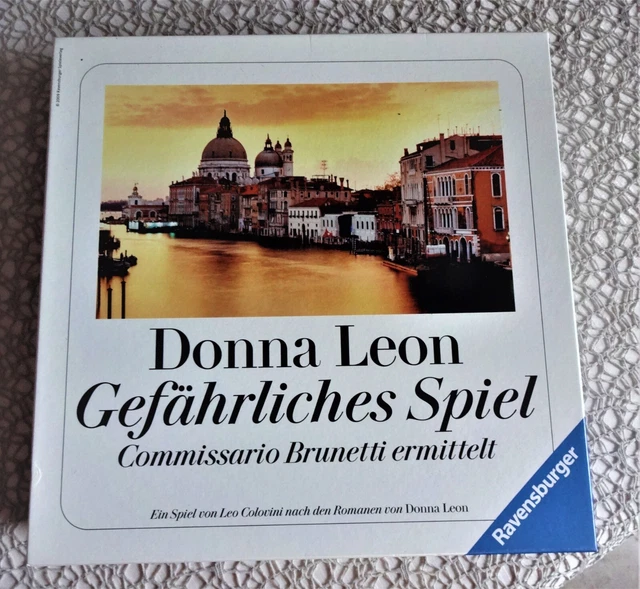 Donna Leon
Gefährliches Spiel
Commissario Brunetti ermittelt
Ein Spiel von Leo Colovini nach den Romanen von Donna Leon
Ravensburger